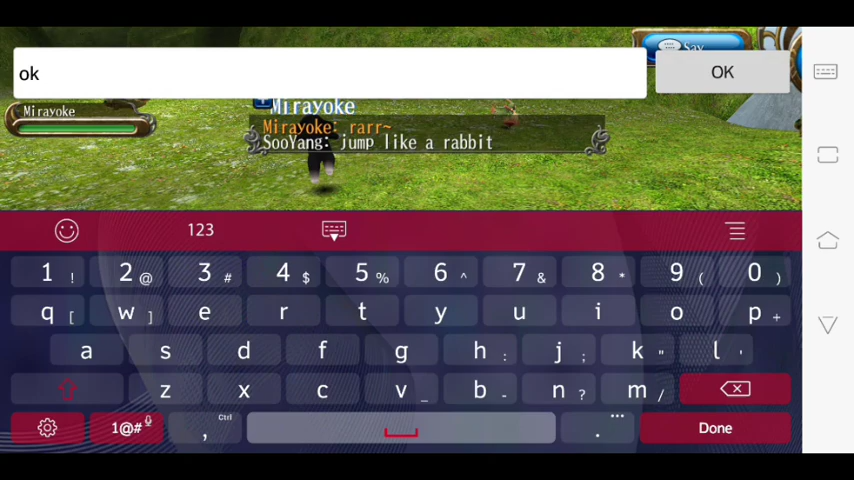 Say
ok
OK
Mirayoke
Mirayoke
Mirayoke: rarr~
SooYang: jump like a rabbit
123
1 ! 2 @ 3 # 4 $ 5 % 6 ^ 7 & 8 * 9 ( 0 )
q [ w ] e r t y u i o p +
a s d f g h : j ; k " l '
z x c v _ b - n ? m /
1@# , Ctrl . ... Done